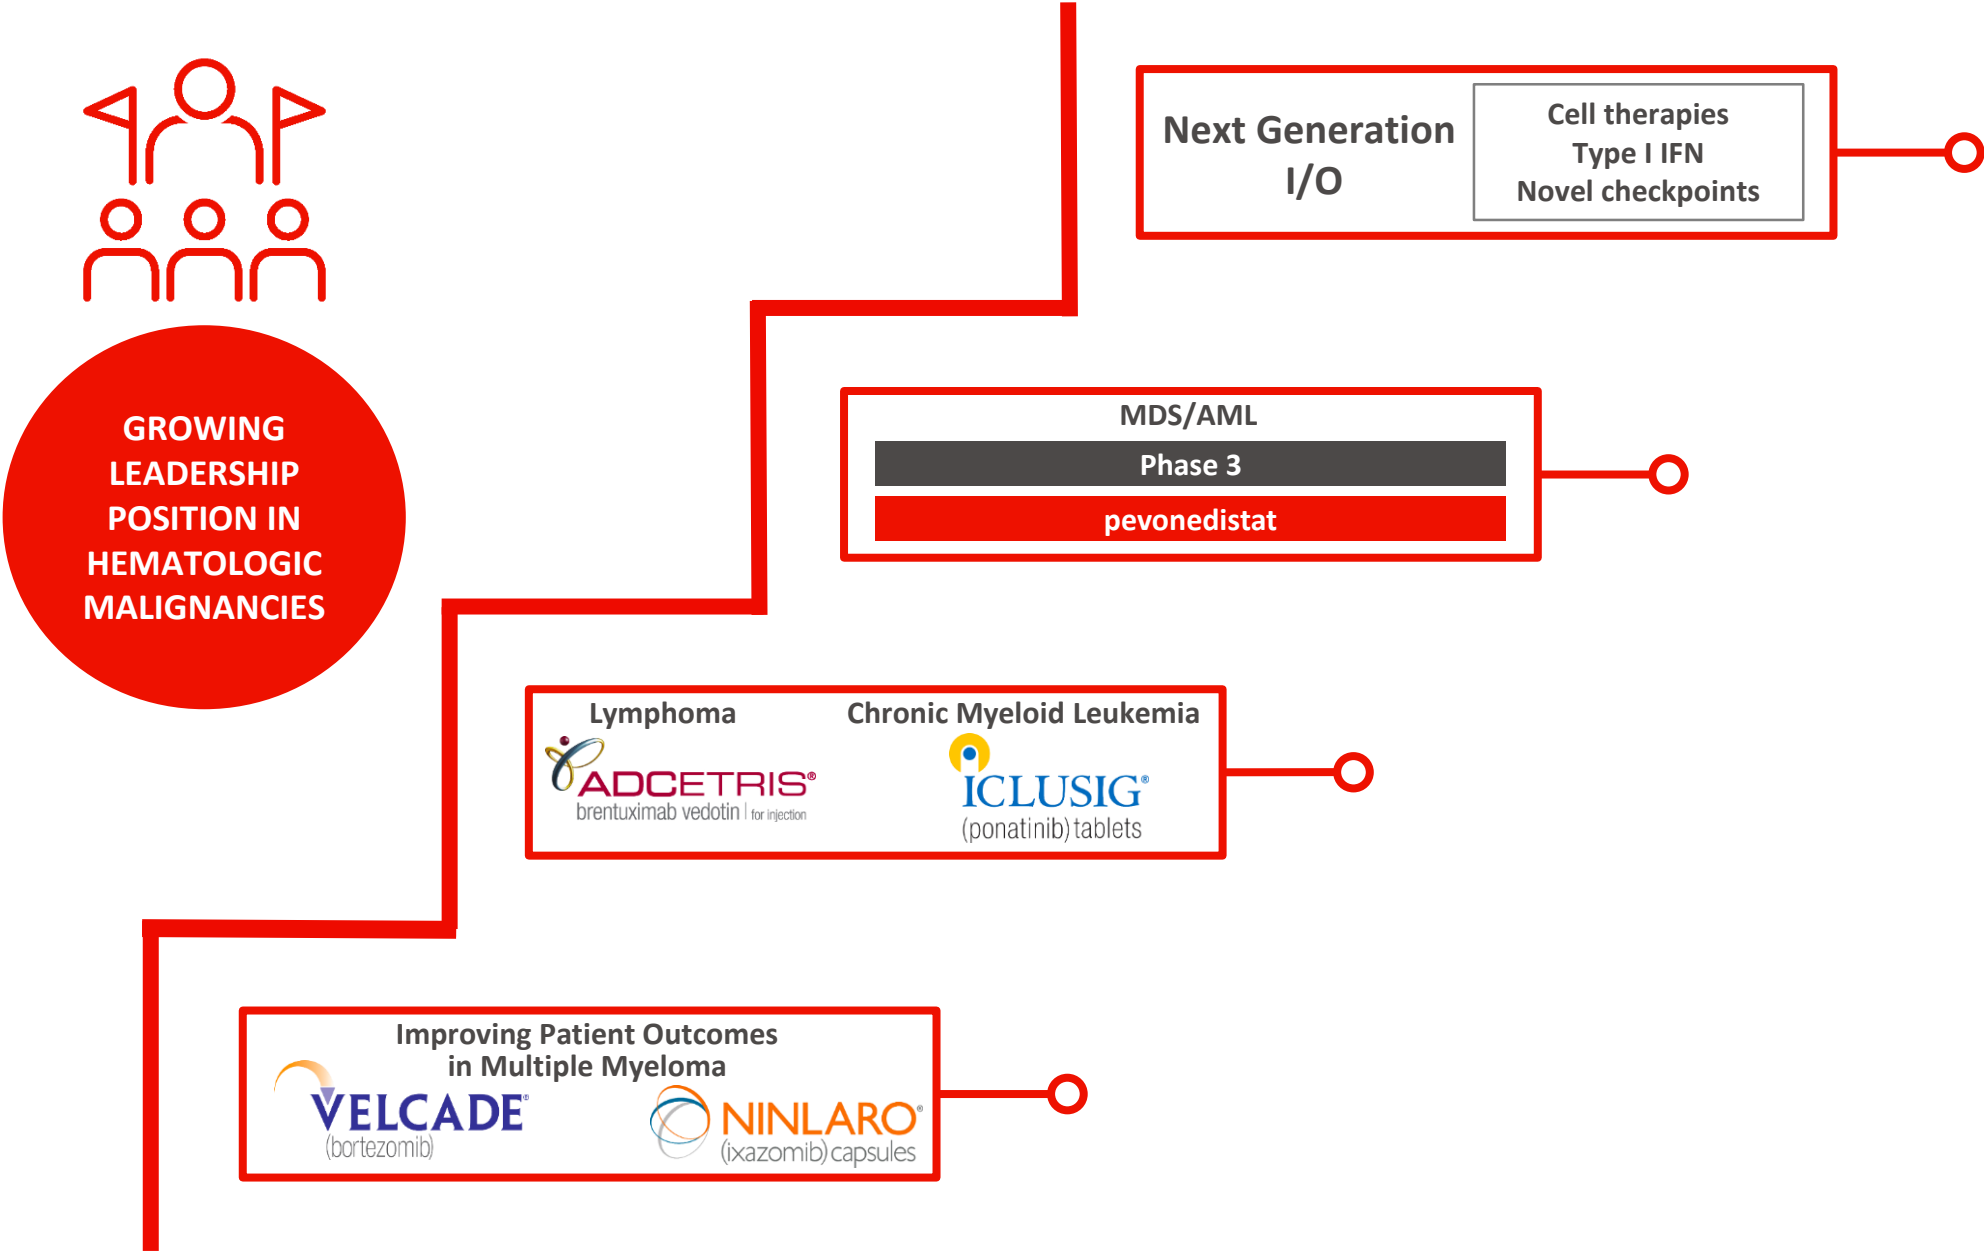 GROWING
LEADERSHIP
POSITION IN
HEMATOLOGIC
MALIGNANCIES
Next Generation
I/O
Cell therapies
Type I IFN
Novel checkpoints
MDS/AML
Phase 3
pevonedistat
Lymphoma
ADCETRIS®
brentuximab vedotin | for injection
Chronic Myeloid Leukemia
ICLUSIG®
(ponatinib) tablets
Improving Patient Outcomes
in Multiple Myeloma
VELCADE®
(bortezomib)
NINLARO®
(ixazomib) capsules